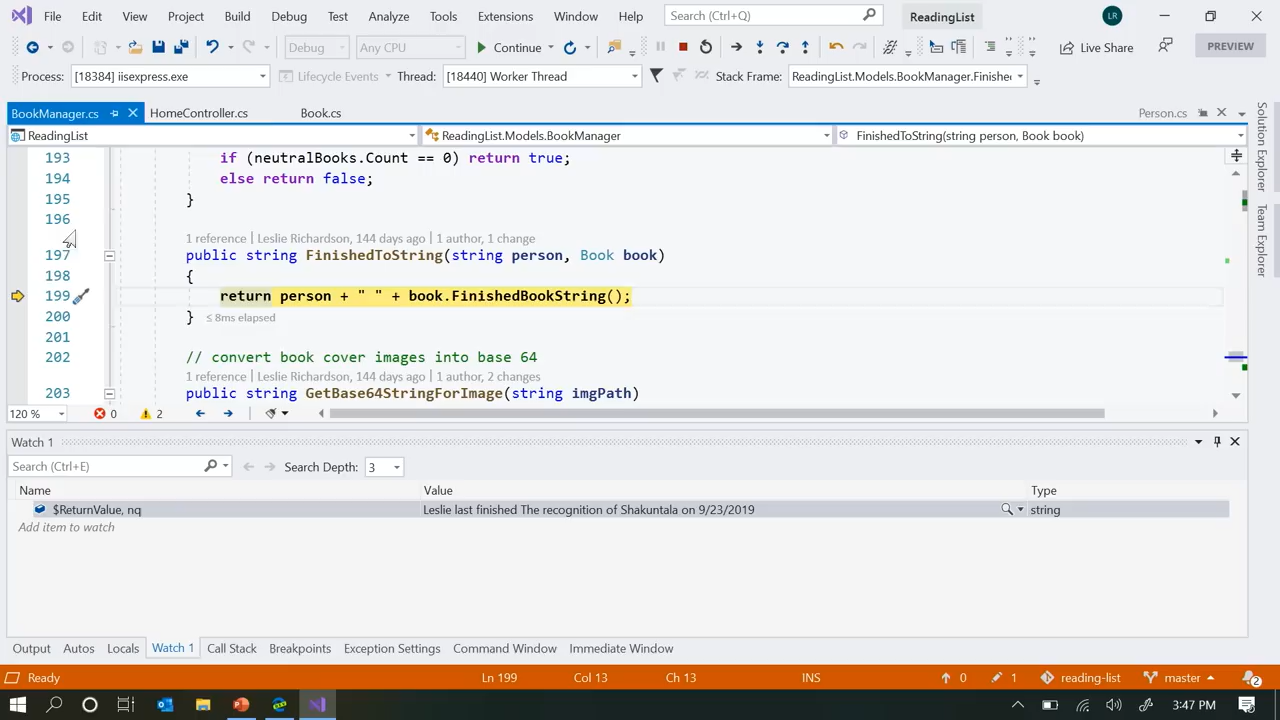 File Edit View Project Build Debug Test Analyze Tools Extensions Window Help Search (Ctrl+Q) ReadingList LR
Debug Any CPU Continue Live Share PREVIEW
Process: [18384] iisexpress.exe Lifecycle Events Thread: [18440] Worker Thread Stack Frame: ReadingList.Models.BookManager.Finishe
BookManager.cs HomeController.cs Book.cs Person.cs
ReadingList ReadingList.Models.BookManager FinishedToString(string person, Book book)
193 if (neutralBooks.Count == 0) return true;
194 else return false;
195 }
196
1 reference | Leslie Richardson, 144 days ago | 1 author, 1 change
197 public string FinishedToString(string person, Book book)
198 {
199 return person + " " + book.FinishedBookString();
200 } ≤ 8ms elapsed
201
202 // convert book cover images into base 64
1 reference | Leslie Richardson, 144 days ago | 1 author, 2 changes
203 public string GetBase64StringForImage(string imgPath)
120 % 0 2
Solution Explorer
Team Explorer
Watch 1
Search (Ctrl+E) Search Depth: 3
Name Value Type
$ReturnValue, nq Leslie last finished The recognition of Shakuntala on 9/23/2019 string
Add item to watch
Output Autos Locals Watch 1 Call Stack Breakpoints Exception Settings Command Window Immediate Window
Ready Ln 199 Col 13 Ch 13 INS 0 1 reading-list master 2
3:47 PM